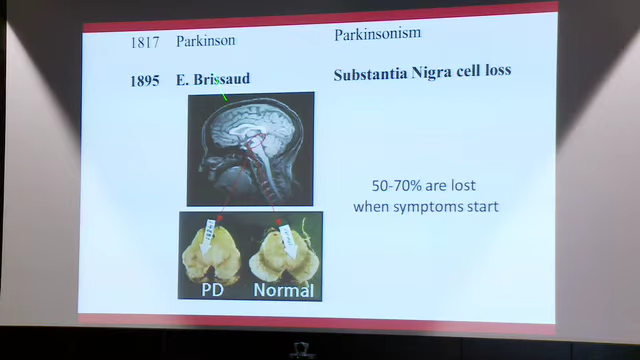 1817 Parkinson Parkinsonism
1895 E. Brissaud Substantia Nigra cell loss
50-70% are lost
when symptoms start
PD Normal